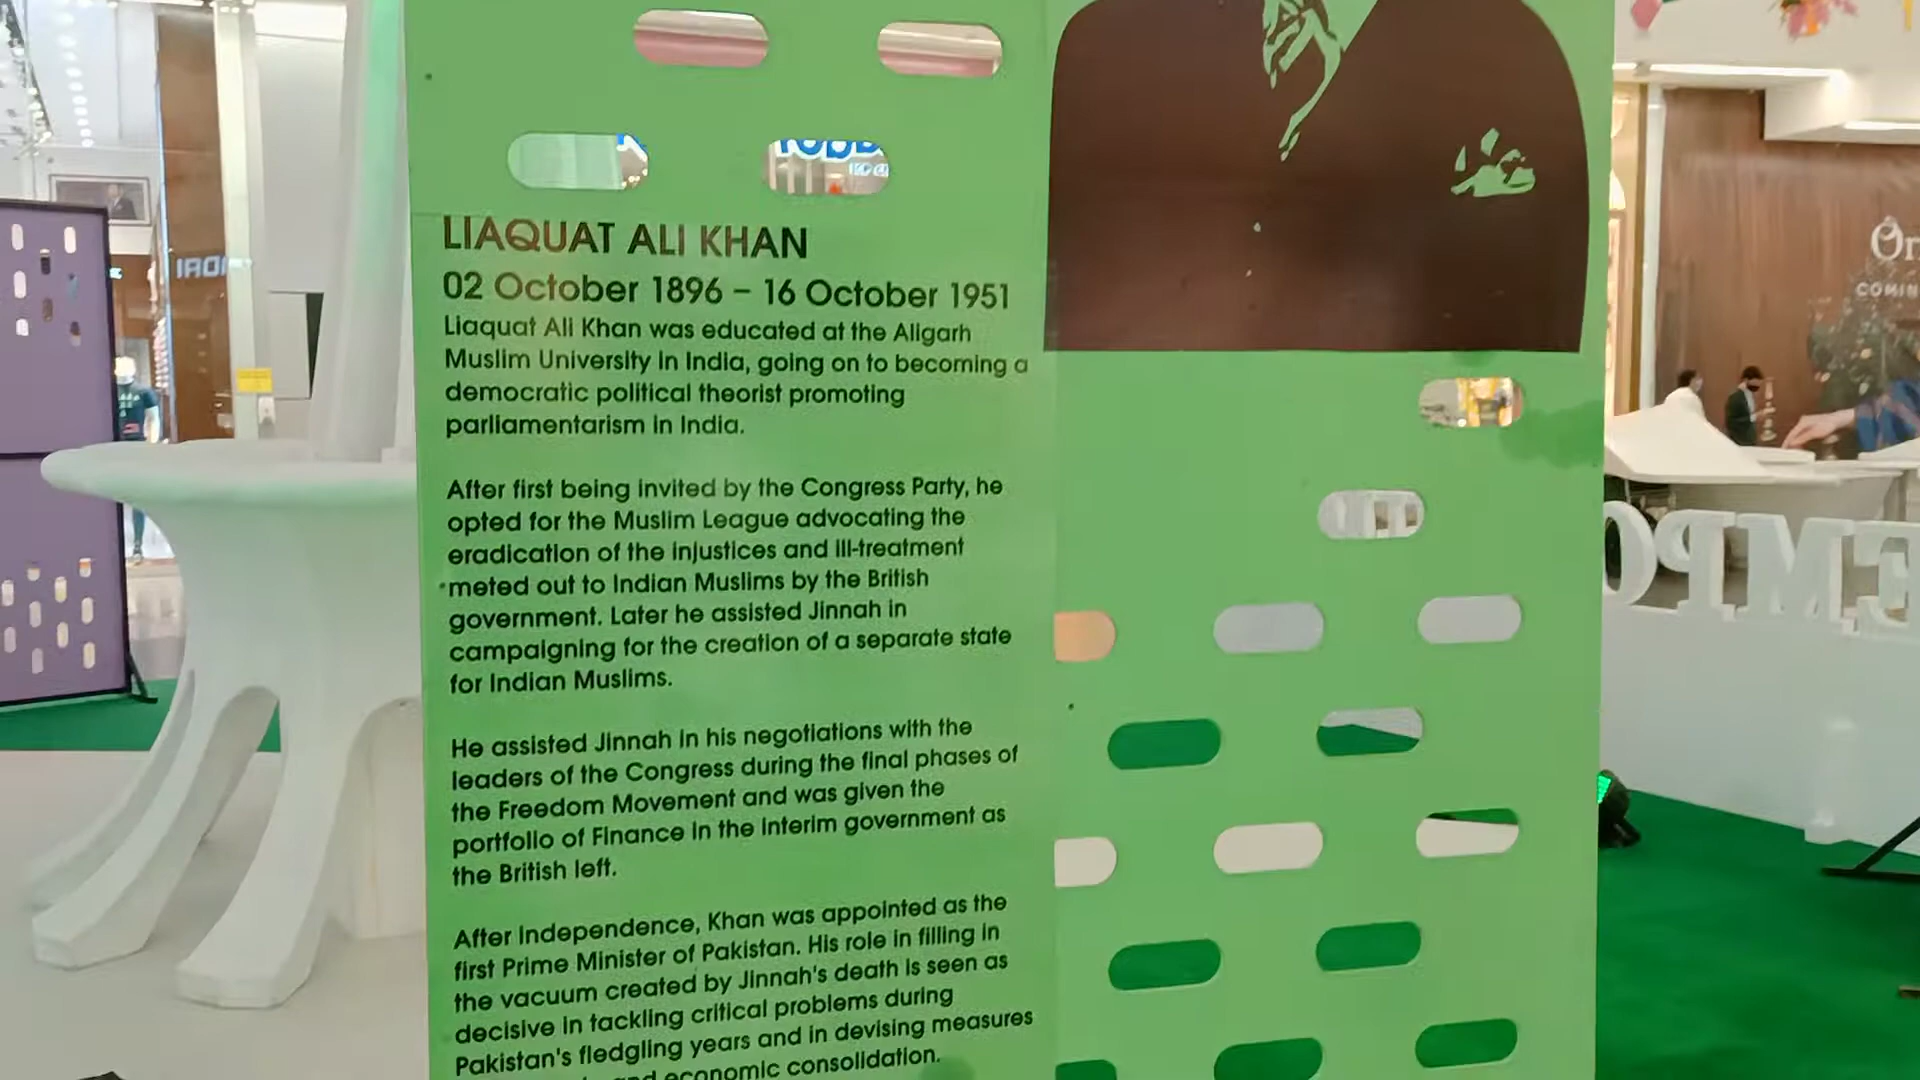 LIAQUAT ALI KHAN
02 October 1896 – 16 October 1951
Liaquat Ali Khan was educated at the Aligarh
Muslim University in India, going on to becoming a
democratic political theorist promoting
parliamentarism in India.
After first being invited by the Congress Party, he
opted for the Muslim League advocating the
eradication of the injustices and ill-treatment
meted out to Indian Muslims by the British
government. Later he assisted Jinnah in
campaigning for the creation of a separate state
for Indian Muslims.
He assisted Jinnah in his negotiations with the
leaders of the Congress during the final phases of
the Freedom Movement and was given the
portfolio of Finance in the interim government as
the British left.
After Independence, Khan was appointed as the
first Prime Minister of Pakistan. His role in filling in
the vacuum created by Jinnah's death is seen as
decisive in tackling critical problems during
Pakistan's fledgling years and in devising measures
and economic consolidation.